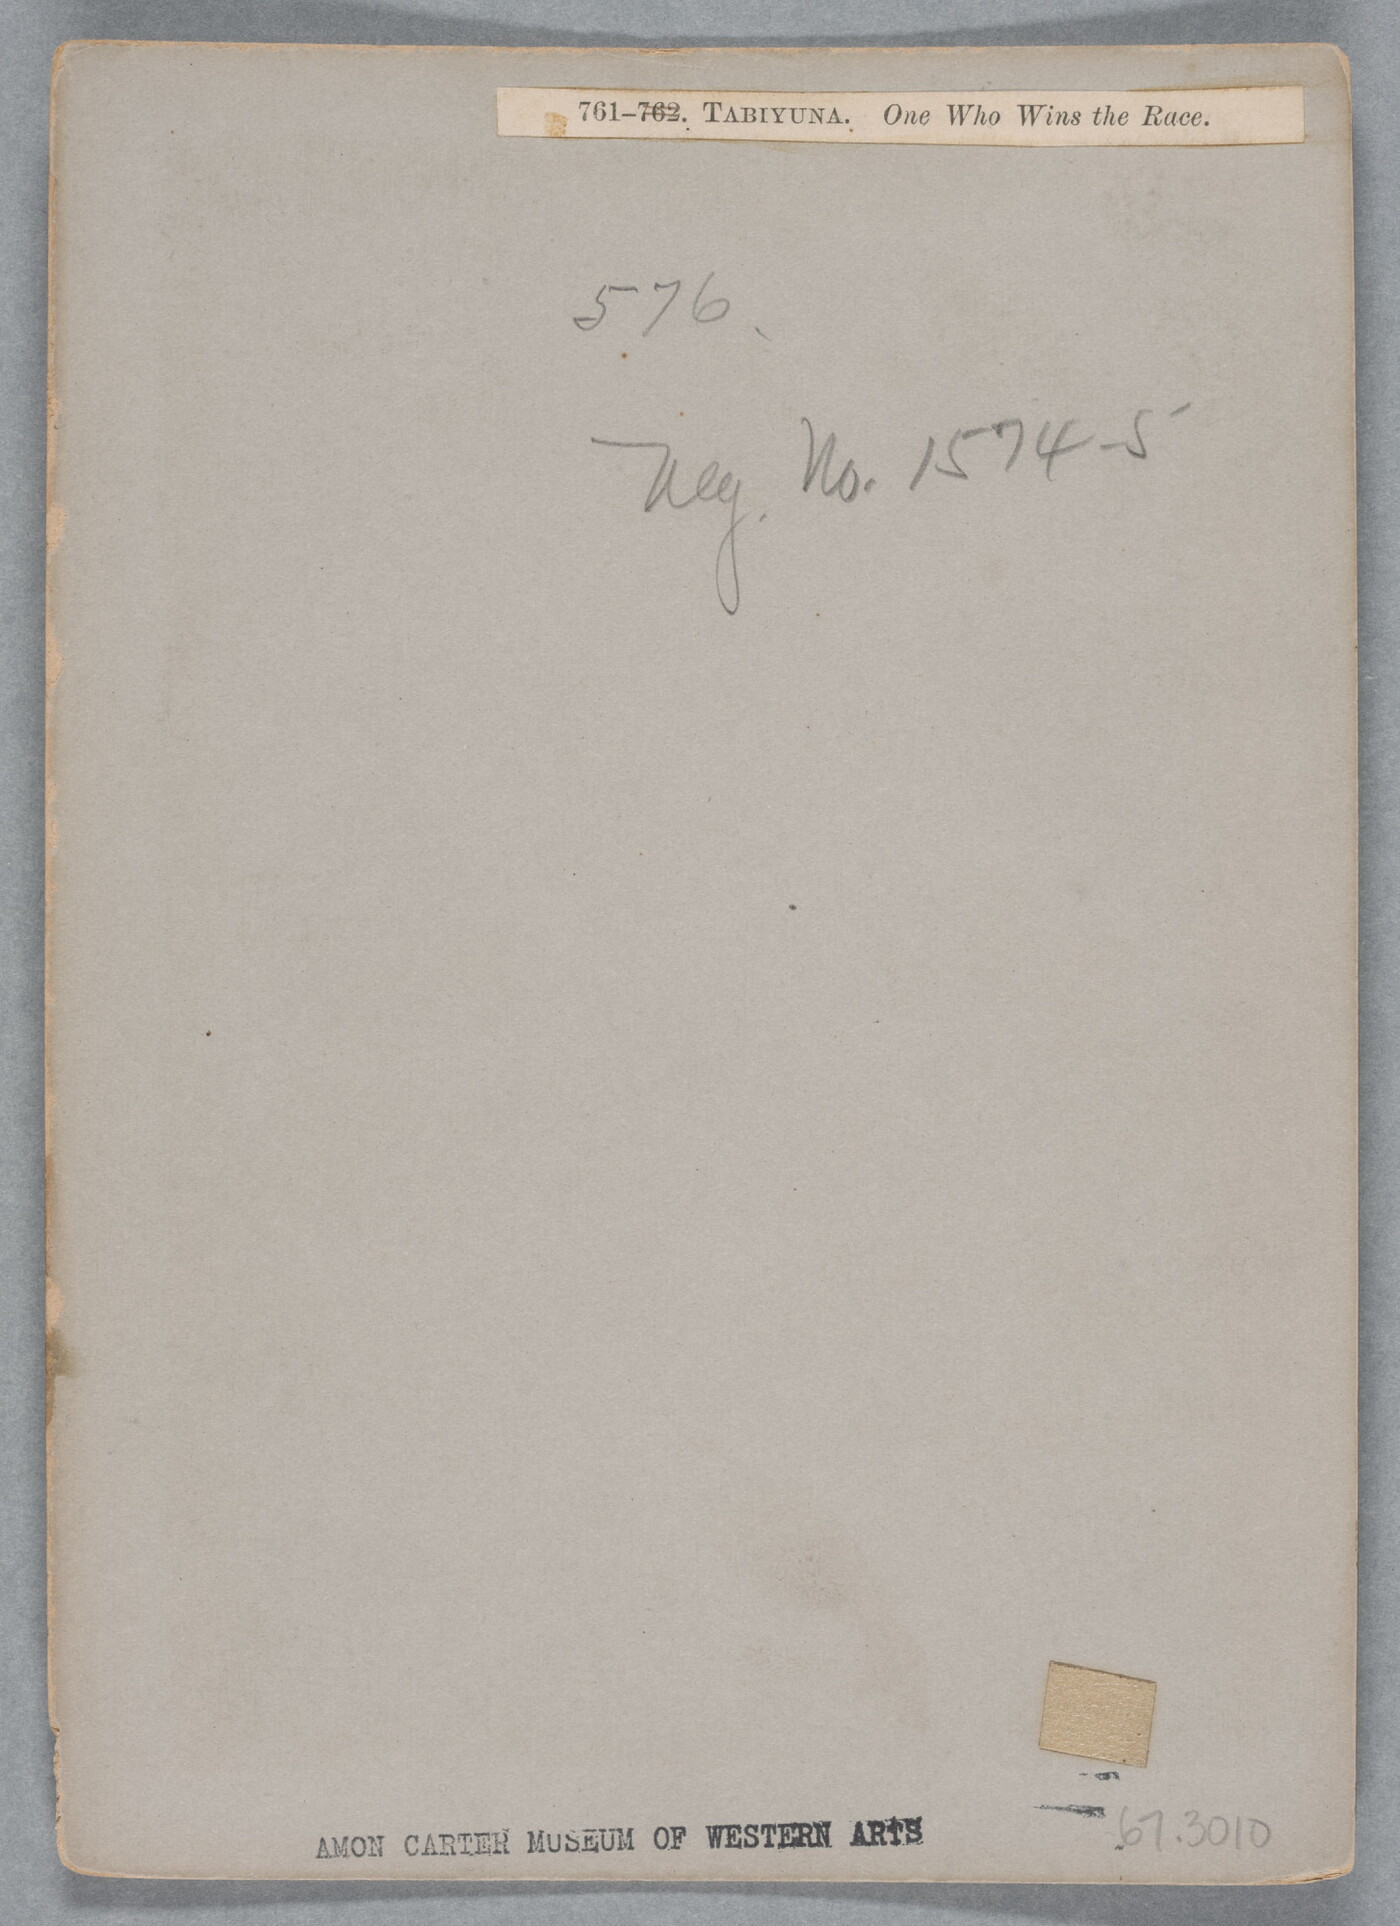 761-762. TABIYUNA. One Who Wins the Race.
576.
Neg. No. 1574-5
AMON CARTER MUSEUM OF WESTERN ARTS
67.3010